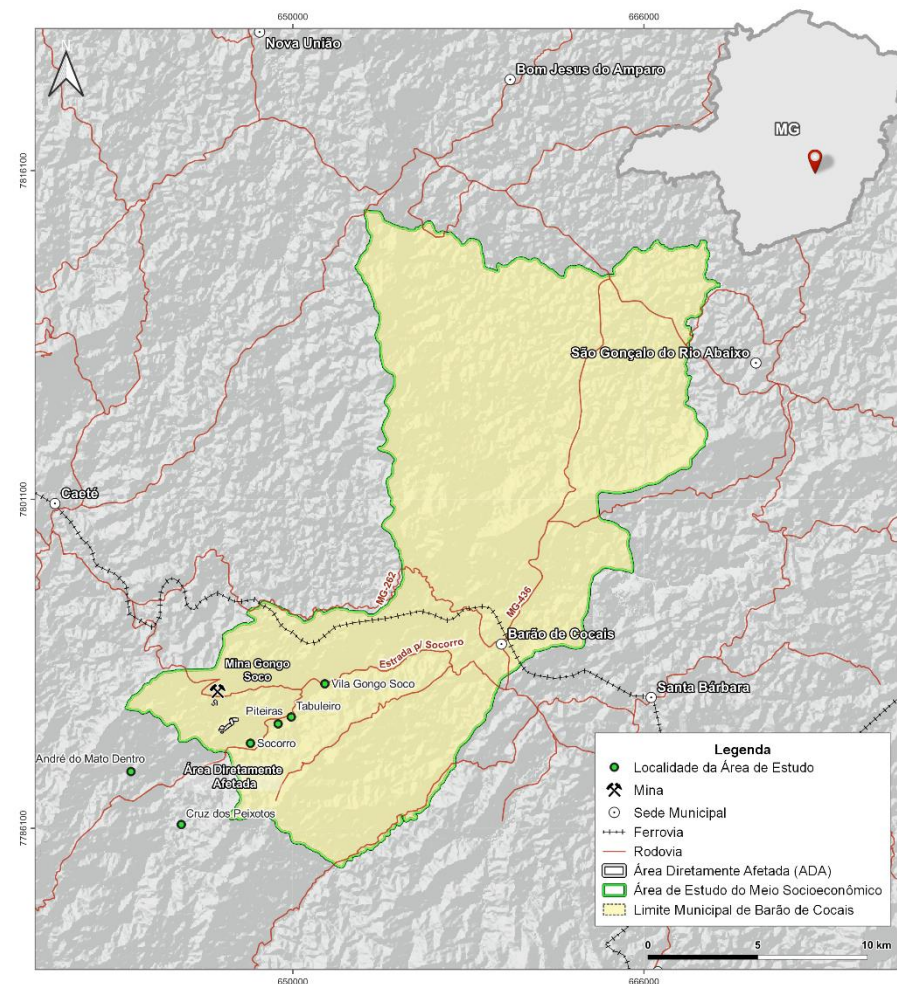 650000
666000
Nova União
Bom Jesus do Amparo
N
MG
7816100
São Gonçalo do Rio Abaixo
7801100
Caeté
MG-262
MG-436
Barão de Cocais
Estrada p/ Socorro
Mina Gongo
Soco
Vila Gongo Soco
Santa Bárbara
Tabuleiro
Piteiras
Socorro
André do Mato Dentro
Área Diretamente
Afetada
Cruz dos Peixotos
7786100
Legenda
Localidade da Área de Estudo
Mina
Sede Municipal
Ferrovia
Rodovia
Área Diretamente Afetada (ADA)
Área de Estudo do Meio Socioeconômico
Limite Municipal de Barão de Cocais
0 5 10 km
650000
666000